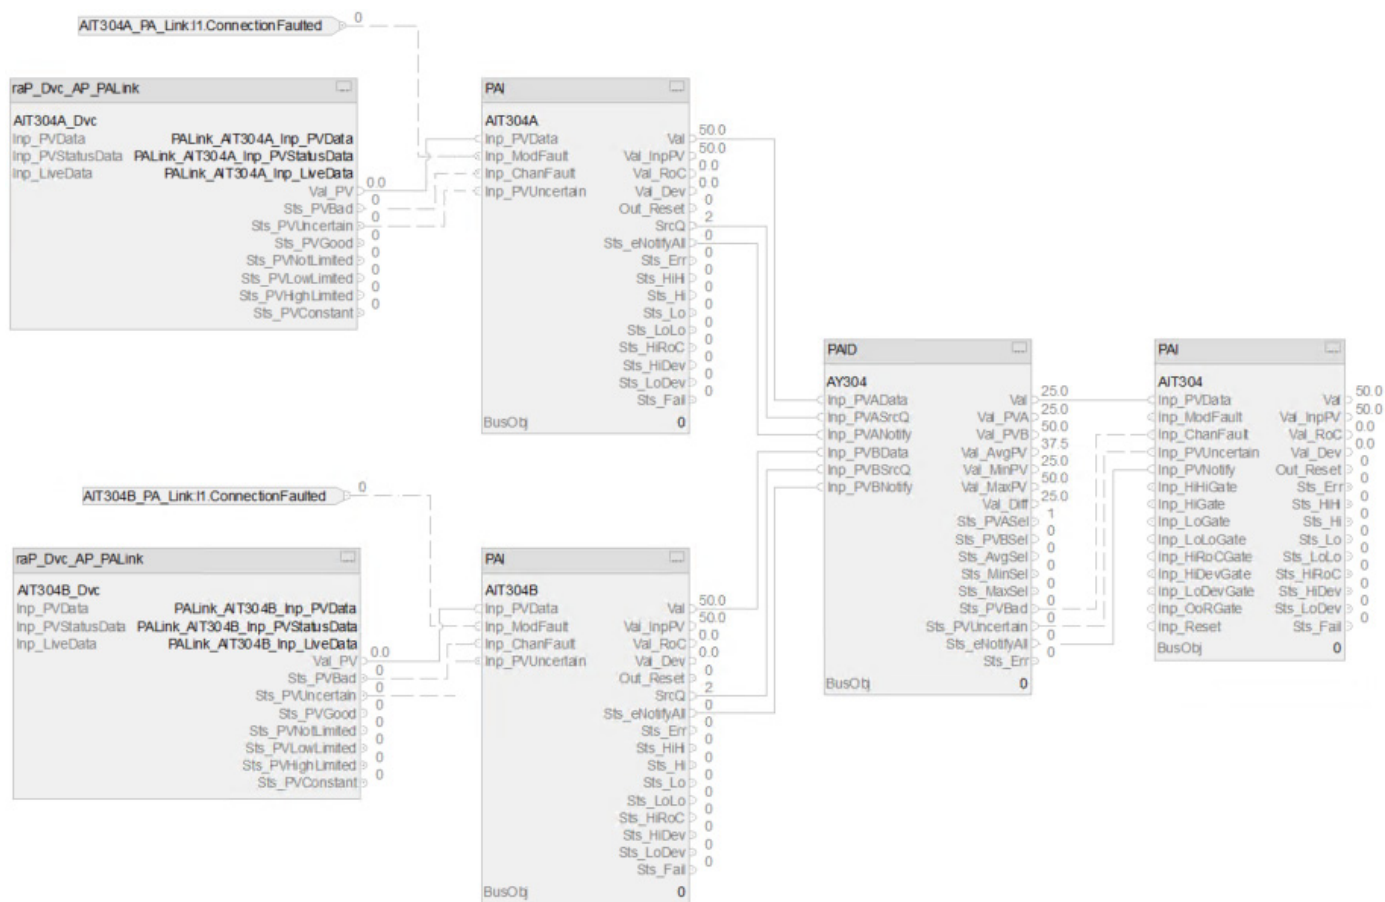 AIT304A_PA_Link:I1.ConnectionFaulted
0
raP_Dvc_AP_PALink
AIT304A_Dvc
Inp_PVData PALink_AIT304A_Inp_PVData
Inp_PVStatusData PALink_AIT304A_Inp_PVStatusData
Inp_LiveData PALink_AIT304A_Inp_LiveData
Val_PV 0.0
Sts_PVBad 0
Sts_PVUncertain 0
Sts_PVGood 0
Sts_PVNotLimited 0
Sts_PVLowLimited 0
Sts_PVHighLimited 0
Sts_PVConstant 0
PAI
AIT304A
Inp_PVData Val 50.0
Inp_ModFault Val_InpPV 50.0
Inp_ChanFault Val_RoC 0.0
Inp_PVUncertain Val_Dev 0.0
Out_Reset 0
SrcQ 2
Sts_eNotifyAll 0
Sts_Err 0
Sts_HiHi 0
Sts_Hi 0
Sts_Lo 0
Sts_LoLo 0
Sts_HiRoC 0
Sts_HiDev 0
Sts_LoDev 0
Sts_Fail 0
BusObj 0
AIT304B_PA_Link:I1.ConnectionFaulted
0
raP_Dvc_AP_PALink
AIT304B_Dvc
Inp_PVData PALink_AIT304B_Inp_PVData
Inp_PVStatusData PALink_AIT304B_Inp_PVStatusData
Inp_LiveData PALink_AIT304B_Inp_LiveData
Val_PV 0.0
Sts_PVBad 0
Sts_PVUncertain 0
Sts_PVGood 0
Sts_PVNotLimited 0
Sts_PVLowLimited 0
Sts_PVHighLimited 0
Sts_PVConstant 0
PAI
AIT304B
Inp_PVData Val 50.0
Inp_ModFault Val_InpPV 50.0
Inp_ChanFault Val_RoC 0.0
Inp_PVUncertain Val_Dev 0.0
Out_Reset 0
SrcQ 2
Sts_eNotifyAll 0
Sts_Err 0
Sts_HiHi 0
Sts_Hi 0
Sts_Lo 0
Sts_LoLo 0
Sts_HiRoC 0
Sts_HiDev 0
Sts_LoDev 0
Sts_Fail 0
BusObj 0
PAID
AY304
Inp_PVAData Val 25.0
Inp_PVASrcQ Val_PVA 25.0
Inp_PVANotify Val_PVB 50.0
Inp_PVBData Val_AvgPV 37.5
Inp_PVBSrcQ Val_MinPV 25.0
Inp_PVBNotify Val_MaxPV 50.0
Val_Diff 25.0
Sts_PVASel 1
Sts_PVBSel 0
Sts_AvgSel 0
Sts_MinSel 0
Sts_MaxSel 0
Sts_PVBad 0
Sts_PVUncertain 0
Sts_eNotifyAll 0
Sts_Err 0
BusObj 0
PAI
AIT304
Inp_PVData Val 50.0
Inp_ModFault Val_InpPV 50.0
Inp_ChanFault Val_RoC 0.0
Inp_PVUncertain Val_Dev 0.0
Inp_PVNotify Out_Reset 0
Inp_HiHiGate Sts_Err 0
Inp_HiGate Sts_HiHi 0
Inp_LoGate Sts_Hi 0
Inp_LoLoGate Sts_Lo 0
Inp_HiRoCGate Sts_LoLo 0
Inp_HiDevGate Sts_HiRoC 0
Inp_LoDevGate Sts_HiDev 0
Inp_OoRGate Sts_LoDev 0
Inp_Reset Sts_Fail 0
BusObj 0